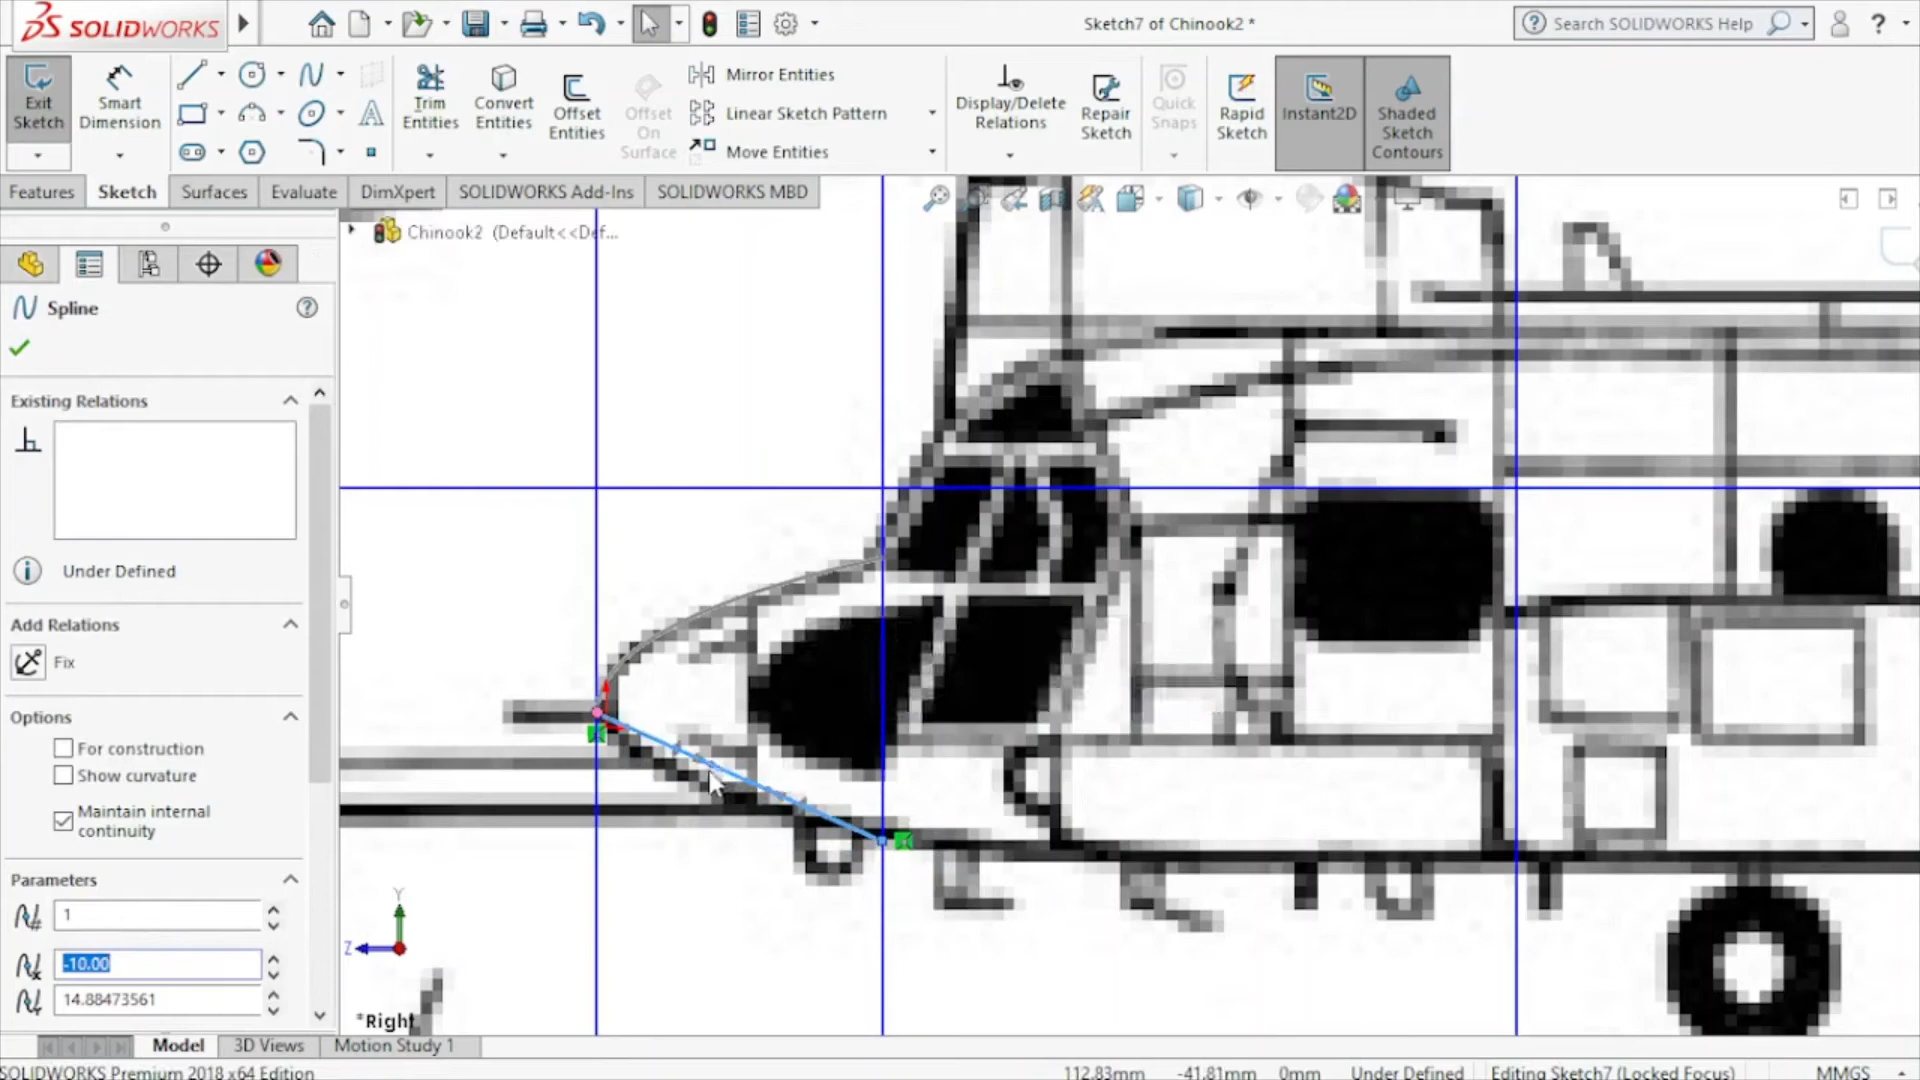 SOLIDWORKS
Sketch7 of Chinook2 *
Search SOLIDWORKS Help
Exit Sketch
Smart Dimension
Trim Entities
Convert Entities
Offset Entities
Offset On Surface
Mirror Entities
Linear Sketch Pattern
Move Entities
Display/Delete Relations
Repair Sketch
Quick Snaps
Rapid Sketch
Instant2D
Shaded Sketch Contours
Features Sketch Surfaces Evaluate DimXpert SOLIDWORKS Add-Ins SOLIDWORKS MBD
Chinook2 (Default<<Def...
Spline
Existing Relations
Under Defined
Add Relations
Fix
Options
For construction
Show curvature
Maintain internal
continuity
Parameters
1
-10.00
14.88473561
Y
Z
*Right
Model 3D Views Motion Study 1
SOLIDWORKS Premium 2018 x64 Edition 112.83mm -41.81mm 0mm Under Defined Editing Sketch7 (Locked Focus) MMGS